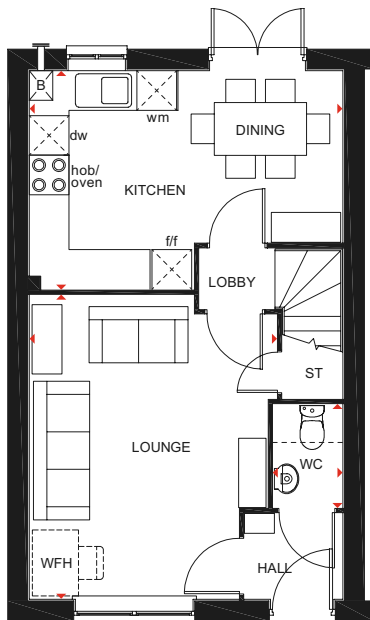 B
wm
dw
DINING
hob/
oven
KITCHEN
f/f
LOBBY
ST
LOUNGE
WC
WFH
HALL